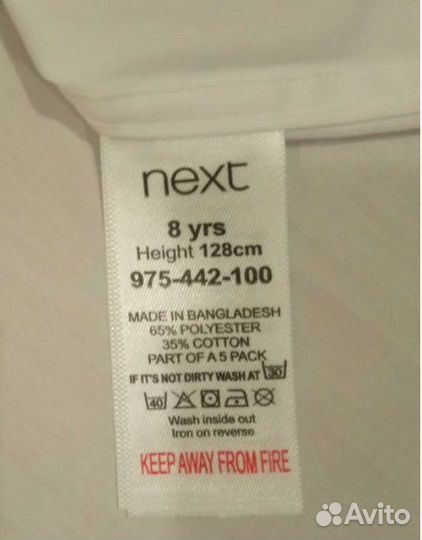 next
8 yrs
Height 128cm
975-442-100
MADE IN BANGLADESH
65% POLYESTER
35% COTTON
PART OF A 5 PACK
IF IT'S NOT DIRTY WASH AT 30
40
Wash inside out
Iron on reverse
KEEP AWAY FROM FIRE
Avito